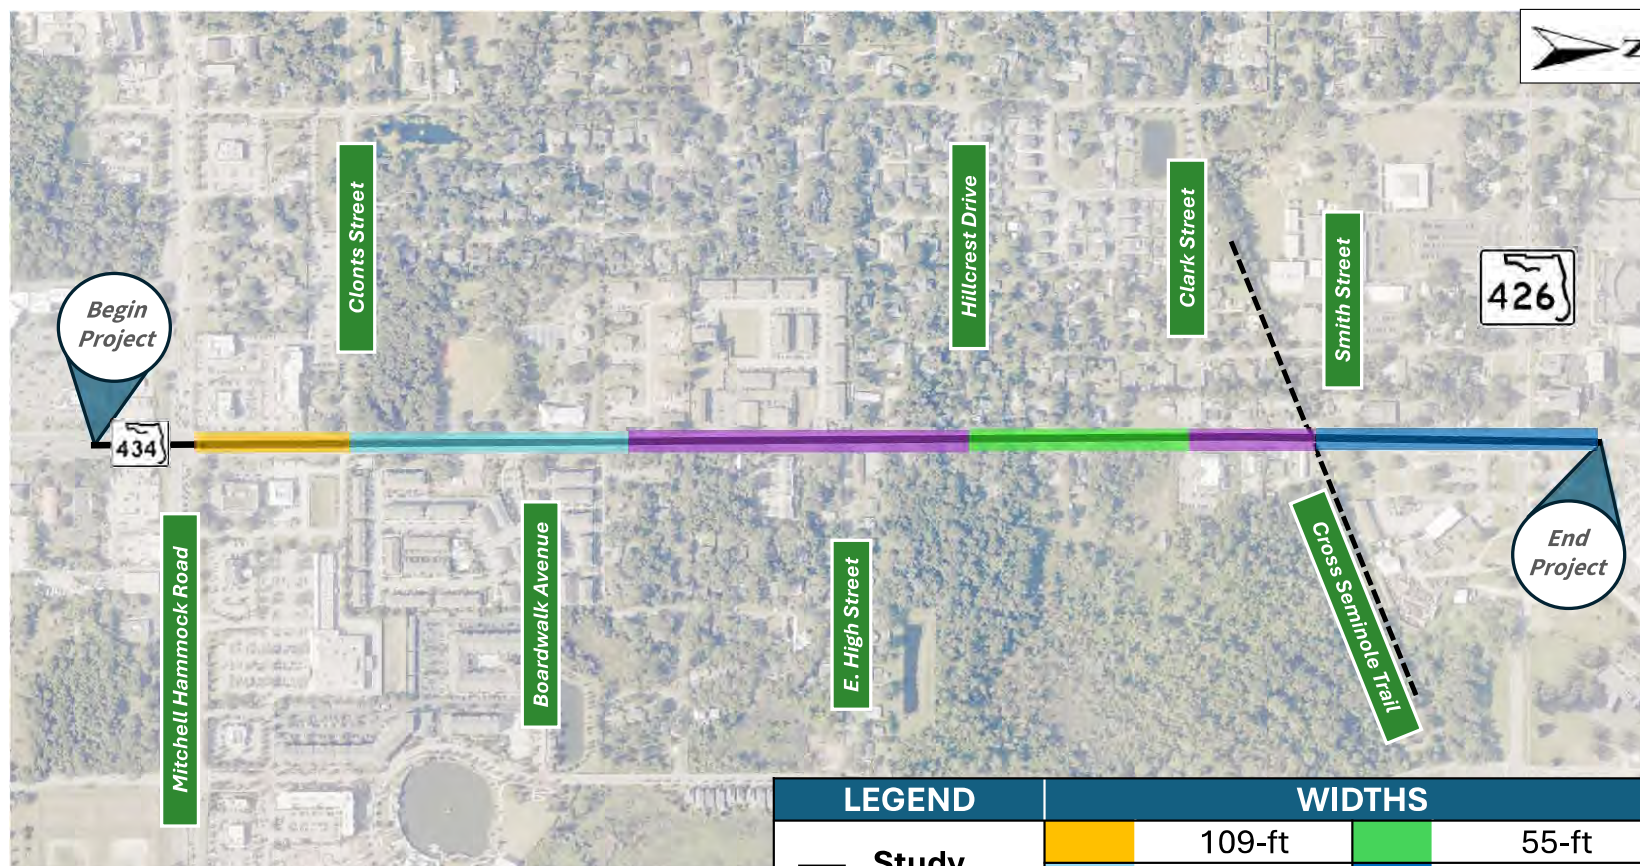 Z
Begin
Project
434
Mitchell Hammock Road
Clonts Street
Boardwalk Avenue
E. High Street
Hillcrest Drive
Clark Street
Smith Street
Cross Seminole Trail
426
End
Project
LEGEND
WIDTHS
Study
109-ft
55-ft